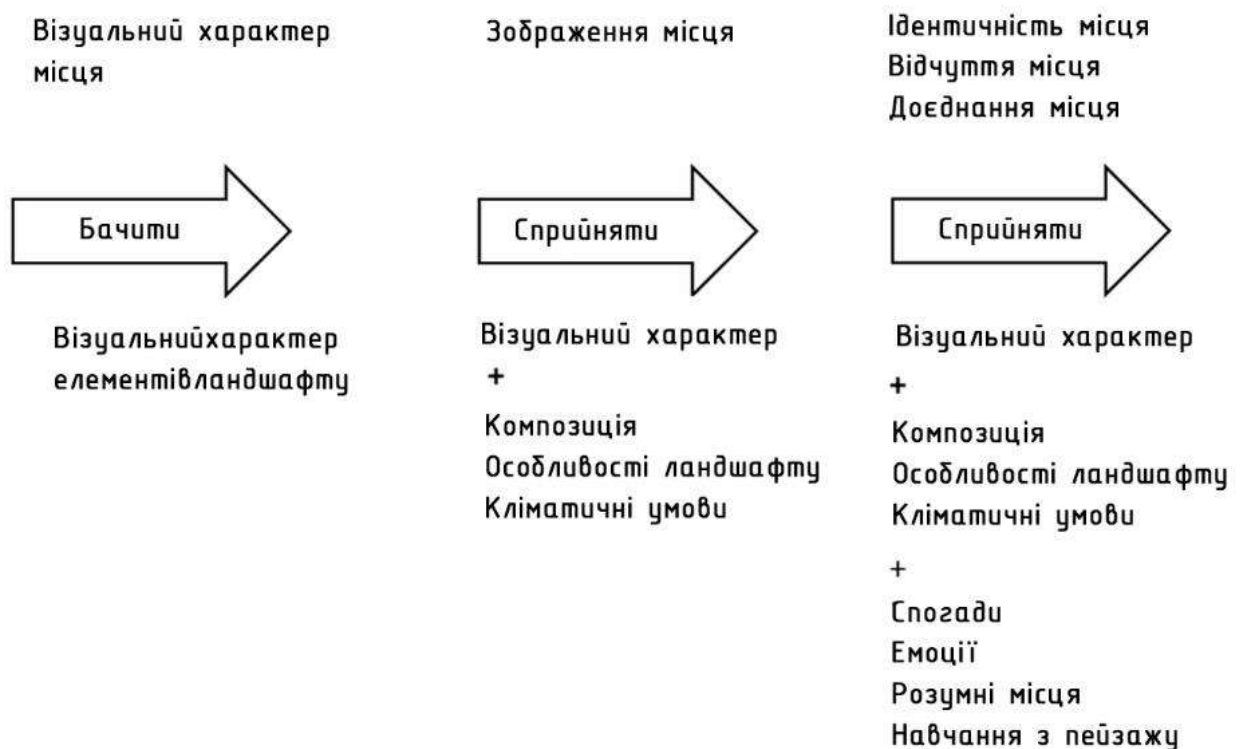 Візуальний характер
місця
Бачити
Візуальнийхарактер
елементівландшафту
Зображення місця
Сприйняти
Візуальний характер
+
Композиція
Особливості ландшафту
Кліматичні умови
Ідентичність місця
Відчуття місця
Доєднання місця
Сприйняти
Візуальний характер
+
Композиція
Особливості ландшафту
Кліматичні умови
+
Спогади
Емоції
Розумні місця
Навчання з пейзажу